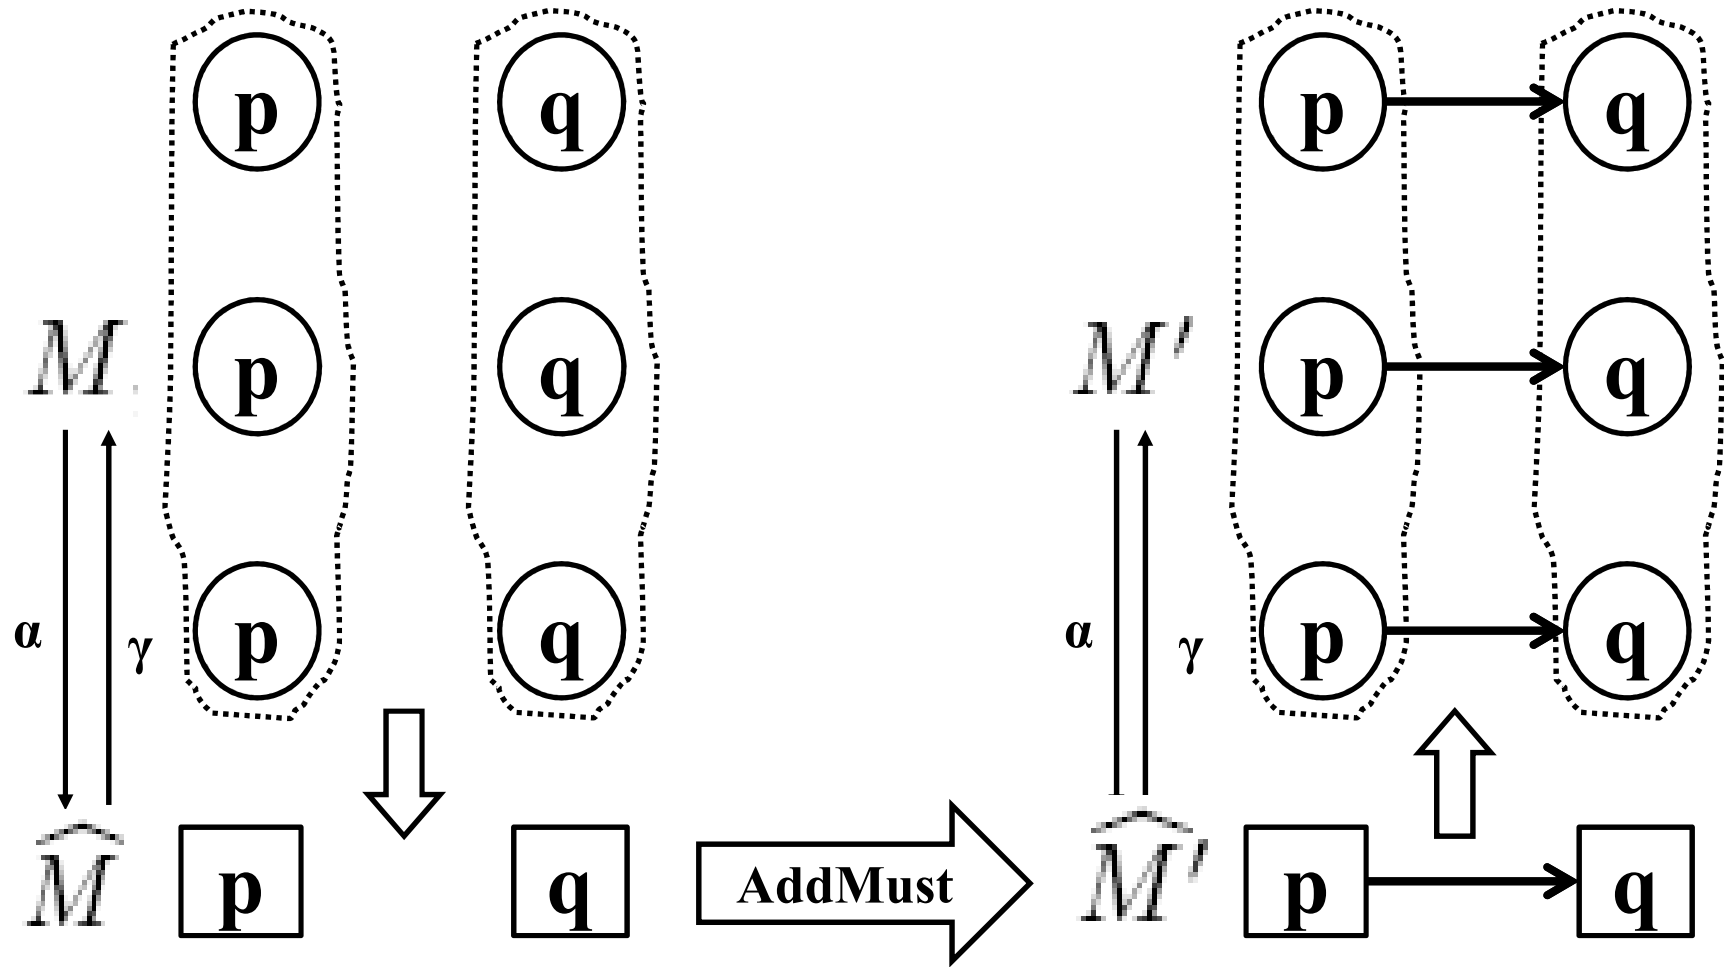 p q p q
M p q M′ p q
α γ p q α γ p q
M̂ p q AddMust M̂′ p q